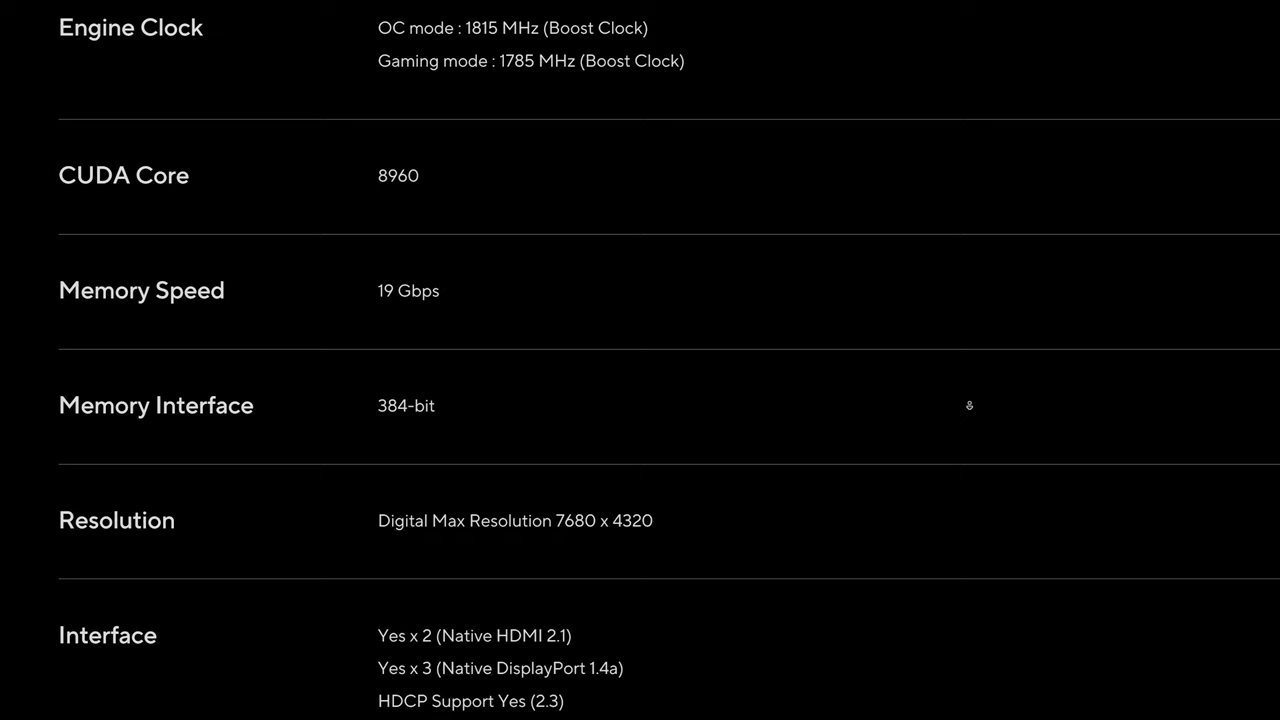 Engine Clock
OC mode : 1815 MHz (Boost Clock)
Gaming mode : 1785 MHz (Boost Clock)
CUDA Core
8960
Memory Speed
19 Gbps
Memory Interface
384-bit
Resolution
Digital Max Resolution 7680 x 4320
Interface
Yes x 2 (Native HDMI 2.1)
Yes x 3 (Native DisplayPort 1.4a)
HDCP Support Yes (2.3)